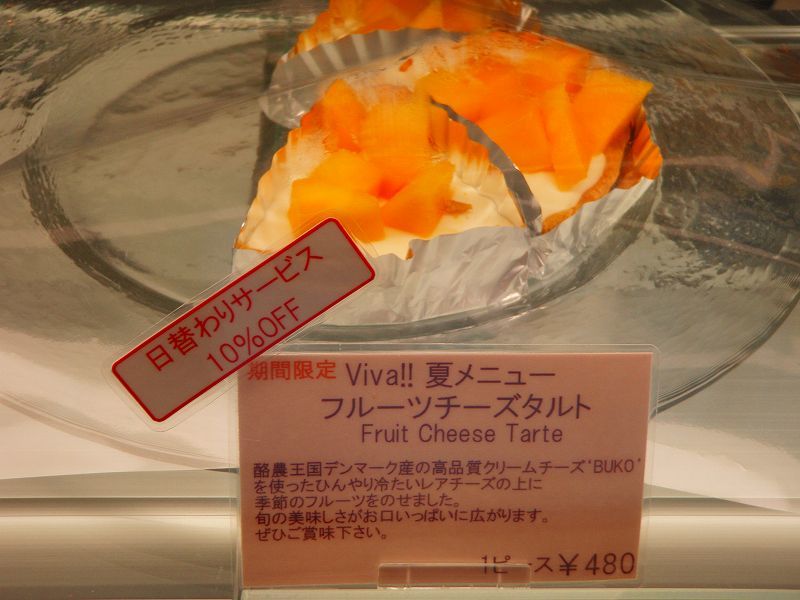 日替わりサービス
10%OFF
期間限定 Viva!! 夏メニュー
フルーツチーズタルト
Fruit Cheese Tarte
酪農王国デンマーク産の高品質クリームチーズ'BUKO'
を使ったひんやり冷たいレアチーズの上に
季節のフルーツをのせました。
旬の美味しさがお口いっぱいに広がります。
ぜひご賞味下さい。
1ピース¥480